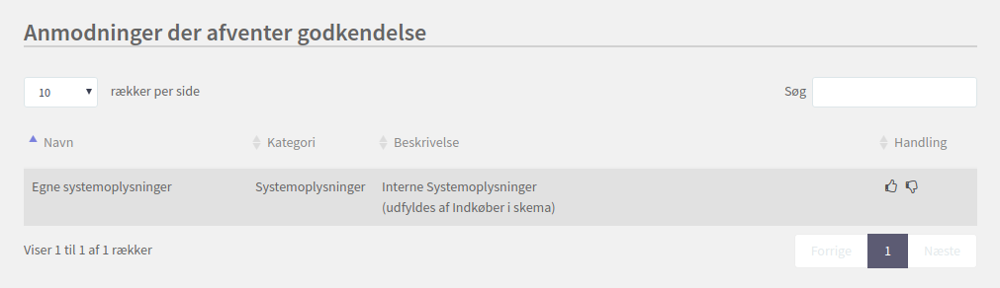 Anmodninger der afventer godkendelse
10 rækker per side Søg
Navn Kategori Beskrivelse Handling
Egne systemoplysninger Systemoplysninger Interne Systemoplysninger
(udfyldes af Indkøber i skema)
Viser 1 til 1 af 1 rækker Forrige 1 Næste